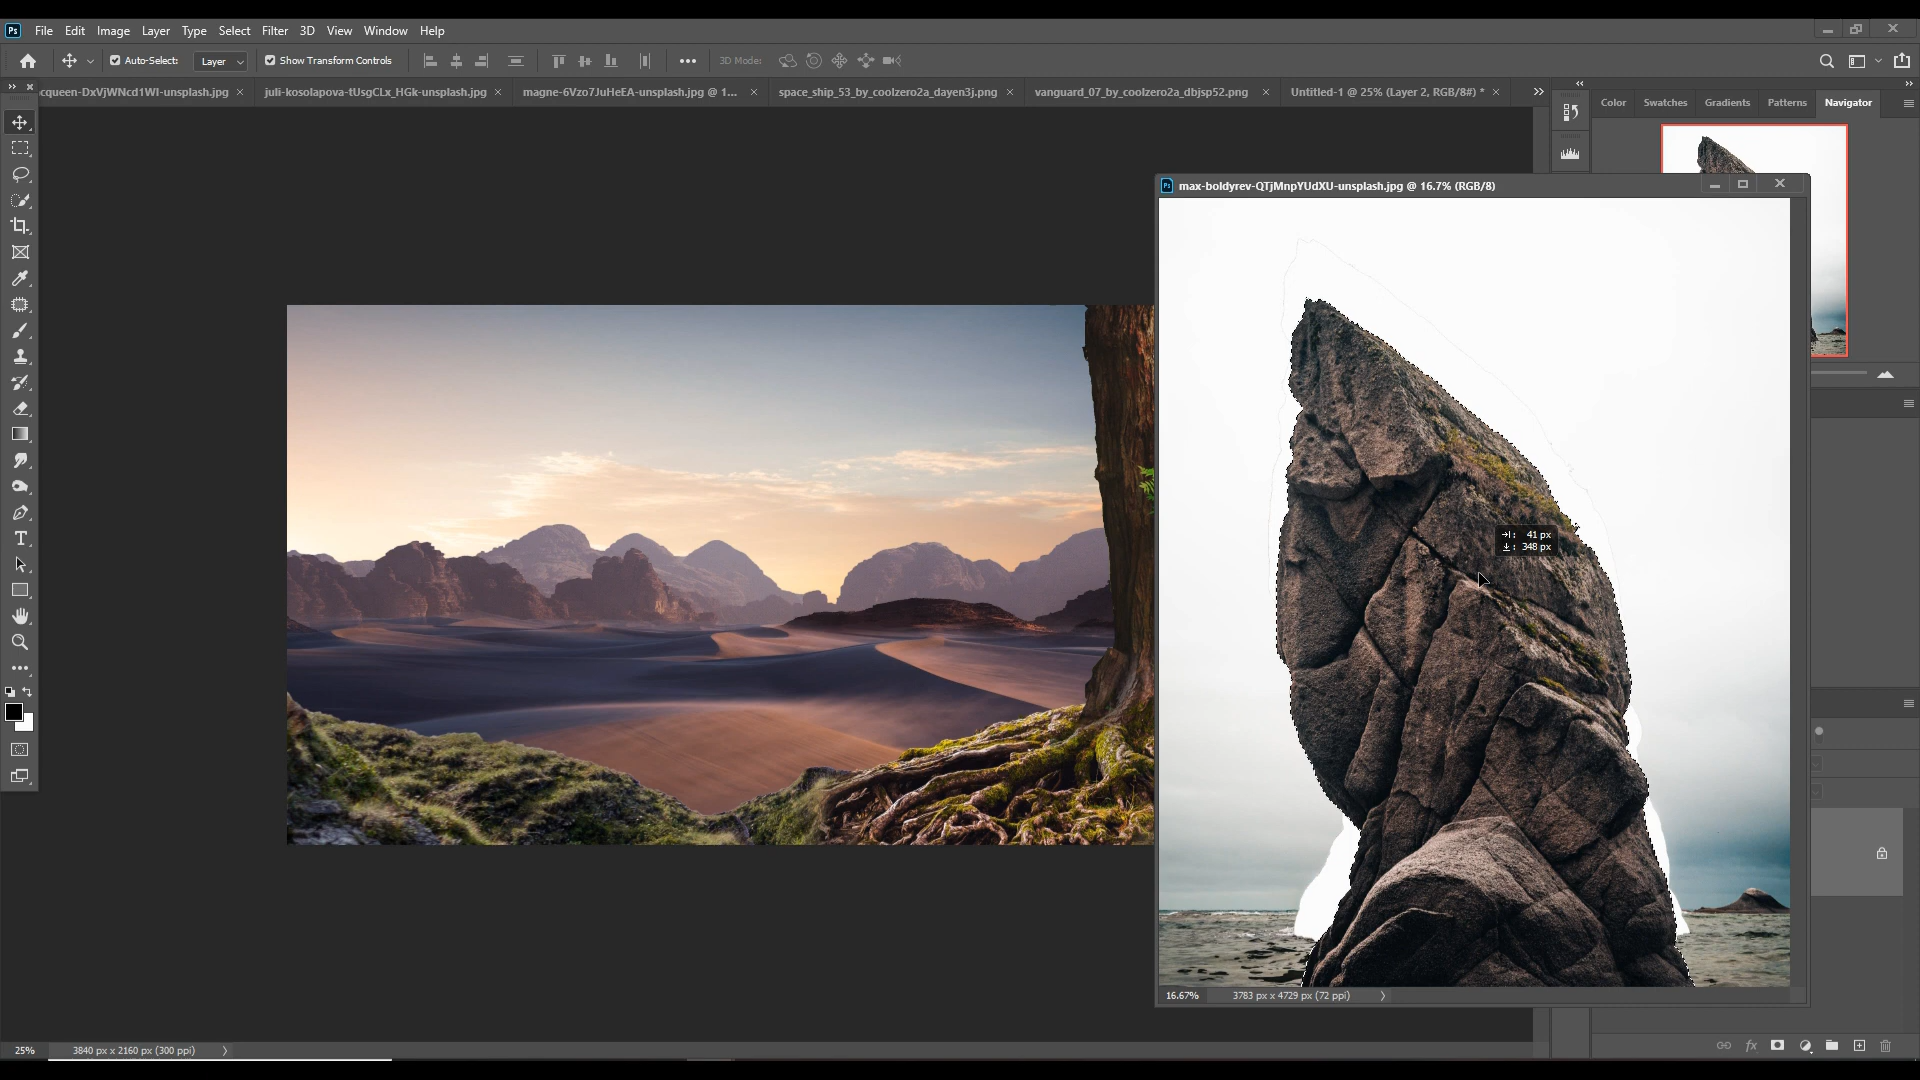 Ps File Edit Image Layer Type Select Filter 3D View Window Help
Auto-Select: Layer Show Transform Controls 3D Mode:
cqueen-DxVjWNcd1WI-unsplash.jpg juli-kosolapova-tUsgCLx_HGk-unsplash.jpg magne-6Vzo7JuHeEA-unsplash.jpg @ 1... space_ship_53_by_coolzero2a_dayen3j.png vanguard_07_by_coolzero2a_dbjsp52.png Untitled-1 @ 25% (Layer 2, RGB/8#) *
Color Swatches Gradients Patterns Navigator
Ps max-boldyrev-QTjMnpYUdXU-unsplash.jpg @ 16.7% (RGB/8)
: 41 px
: 348 px
16.67% 3783 px x 4729 px (72 ppi)
25% 3840 px x 2160 px (300 ppi)
fx